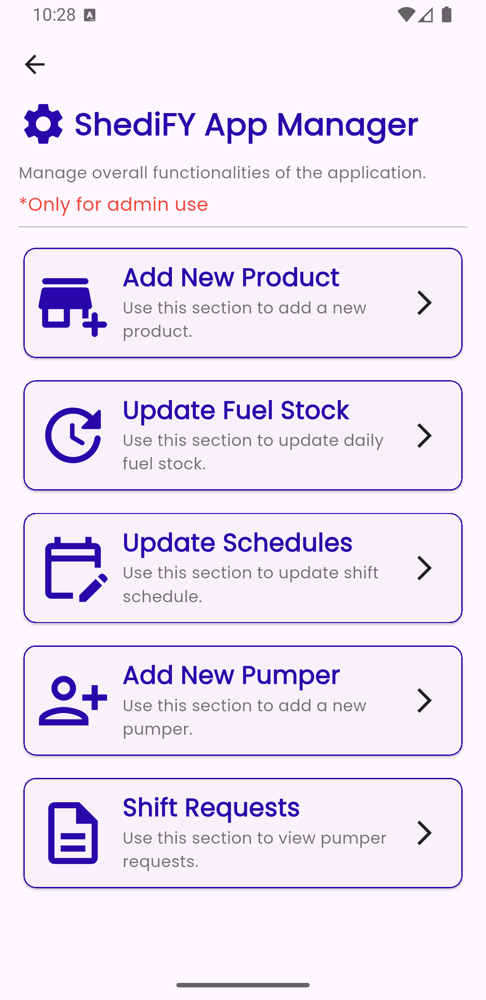 10:28
ShediFY App Manager
Manage overall functionalities of the application.
*Only for admin use
Add New Product
Use this section to add a new
product.
Update Fuel Stock
Use this section to update daily
fuel stock.
Update Schedules
Use this section to update shift
schedule.
Add New Pumper
Use this section to add a new
pumper.
Shift Requests
Use this section to view pumper
requests.